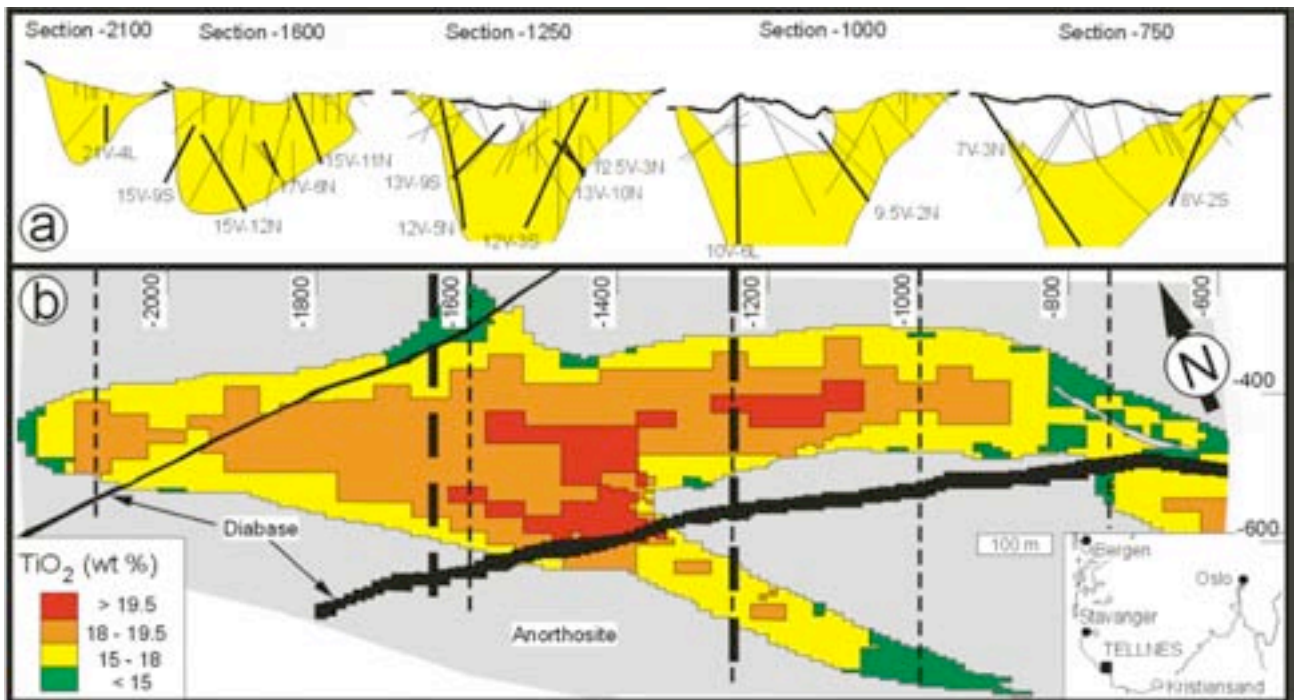 Section -2100
Section -1600
Section -1250
Section -1000
Section -750
21V-4L
15V-9S
15V-12N
17V-6N
15V-11N
13V-9S
12V-5N
12V-3S
12.5V-3N
13V-10N
10V-6L
9.5V-2N
7V-3N
8V-2S
a
b
-2000
-1800
-1600
-1400
-1200
-1000
-800
-600
N
-400
-600
Diabase
Anorthosite
100 m
TiO₂ (wt %)
> 19.5
18 - 19.5
15 - 18
< 15
Bergen
Oslo
Stavanger
TELLNES
Kristiansand